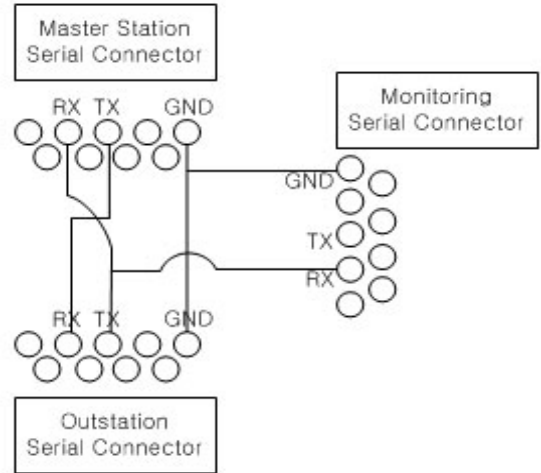 Master Station
Serial Connector
RX TX GND
Monitoring
Serial Connector
GND
TX
RX
RX TX GND
Outstation
Serial Connector